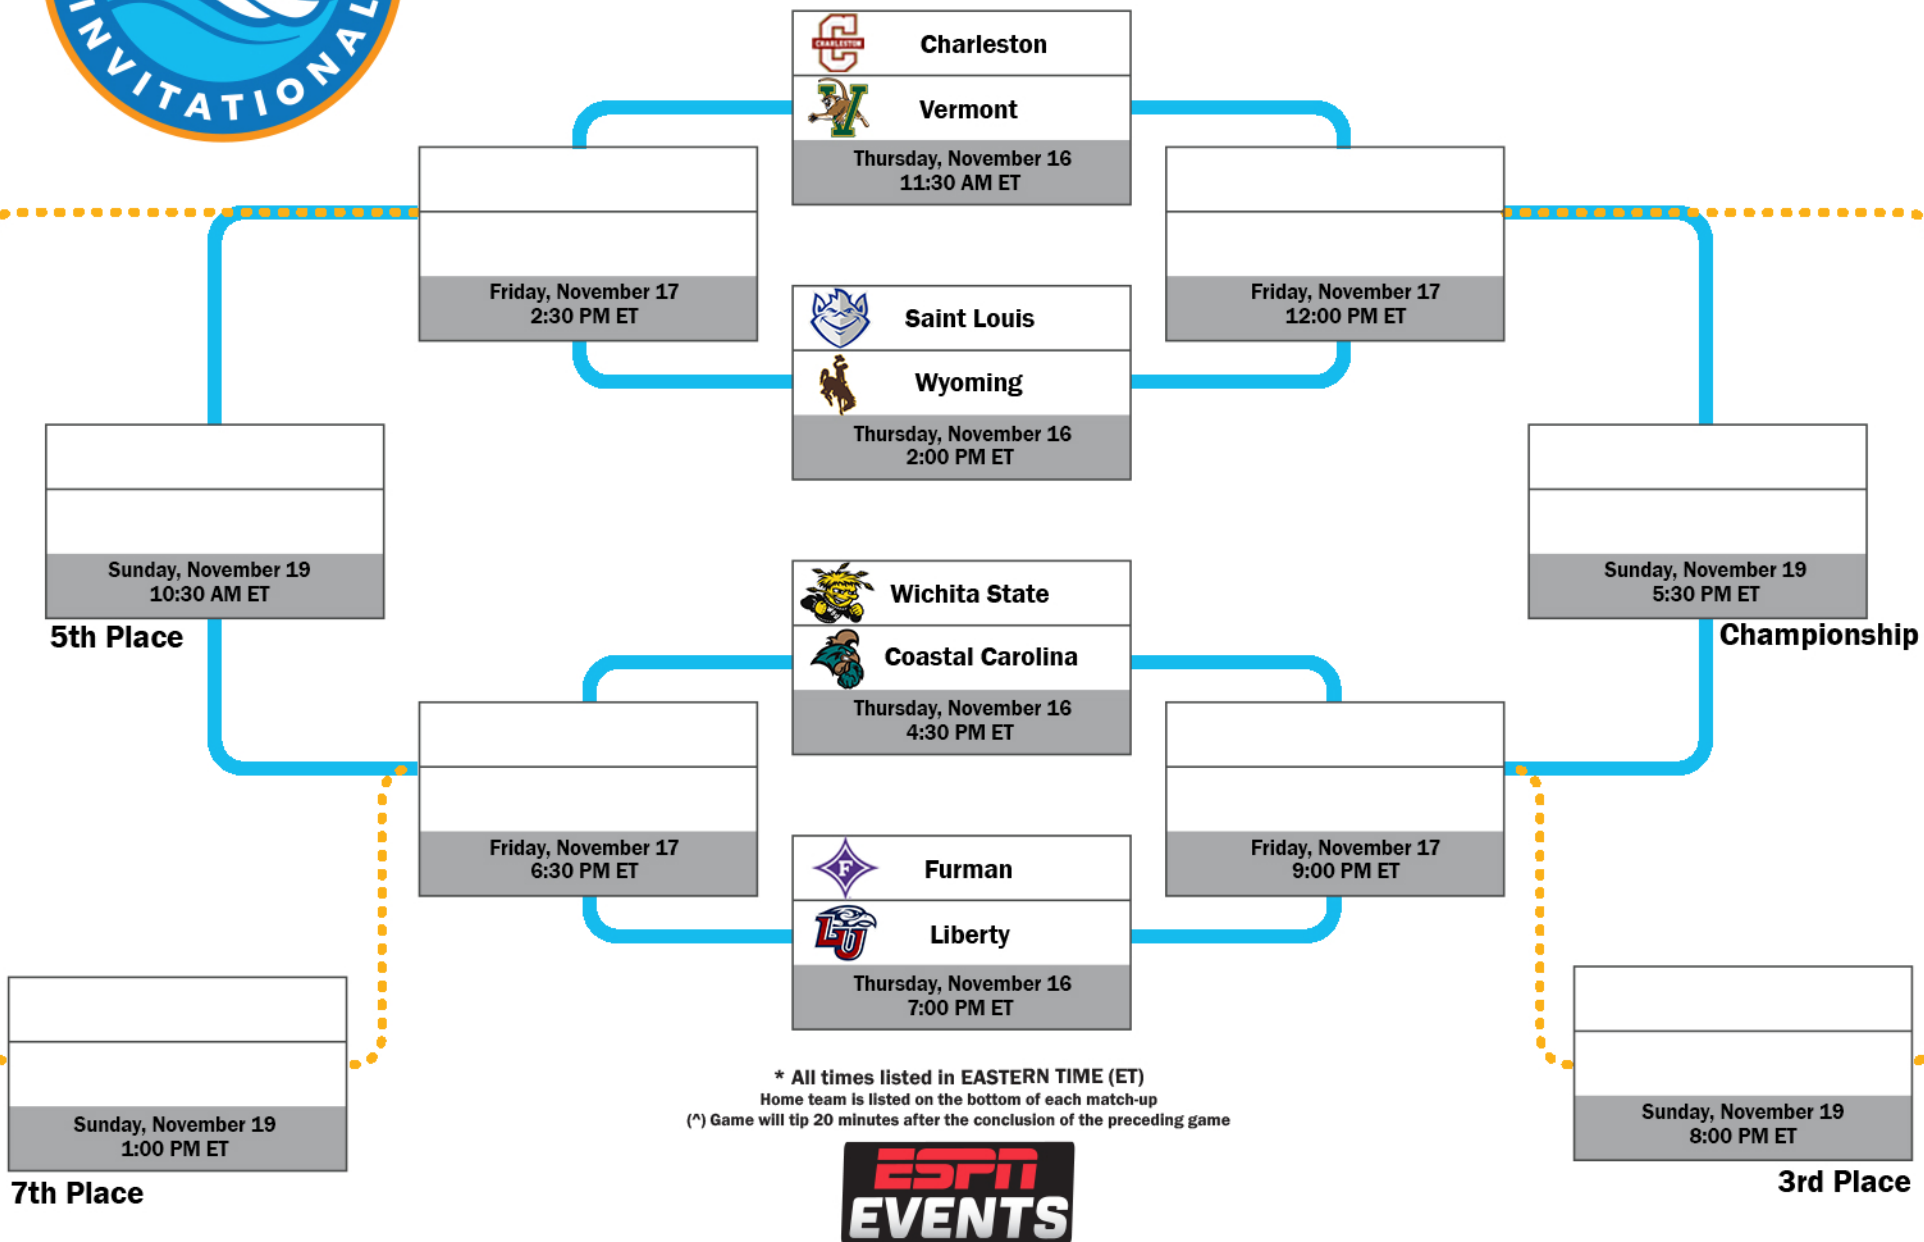 INVITATIONAL
CHARLESTON
Charleston
V
Vermont
Thursday, November 16
11:30 AM ET
Friday, November 17
2:30 PM ET
Friday, November 17
12:00 PM ET
Saint Louis
Wyoming
Thursday, November 16
2:00 PM ET
Sunday, November 19
10:30 AM ET
5th Place
Sunday, November 19
5:30 PM ET
Championship
Wichita State
Coastal Carolina
Thursday, November 16
4:30 PM ET
Friday, November 17
6:30 PM ET
Friday, November 17
9:00 PM ET
F
Furman
LU
Liberty
Thursday, November 16
7:00 PM ET
Sunday, November 19
1:00 PM ET
7th Place
Sunday, November 19
8:00 PM ET
3rd Place
* All times listed in EASTERN TIME (ET)
Home team is listed on the bottom of each match-up
(^) Game will tip 20 minutes after the conclusion of the preceding game
ESPN
EVENTS